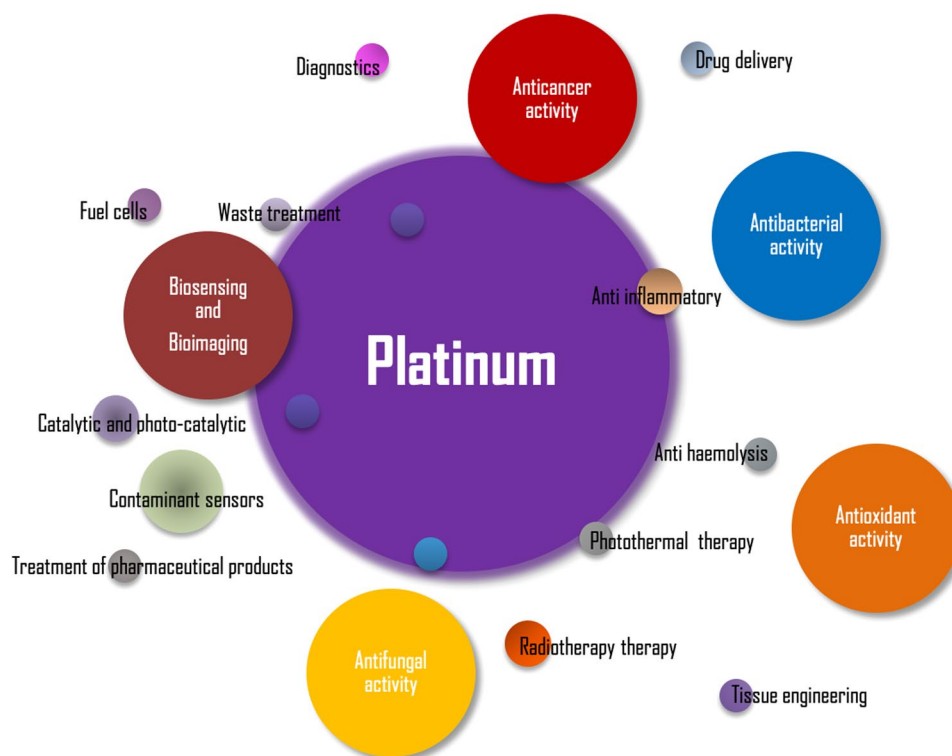 Diagnostics
Anticancer
activity
Drug delivery
Fuel cells
Waste treatment
Antibacterial
activity
Biosensing
and
Bioimaging
Anti inflammatory
Platinum
Catalytic and photo-catalytic
Anti haemolysis
Contaminant sensors
Antioxidant
activity
Photothermal therapy
Treatment of pharmaceutical products
Antifungal
activity
Radiotherapy therapy
Tissue engineering